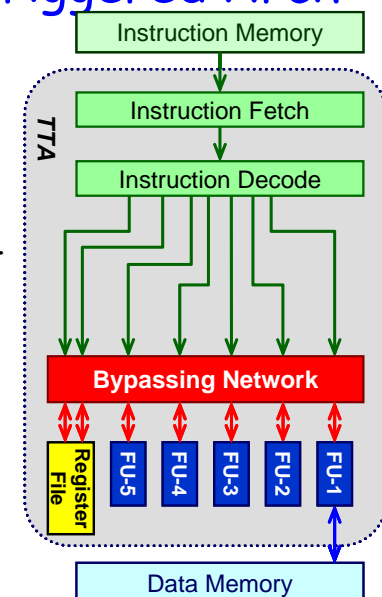 Instruction Memory
TTA
Instruction Fetch
Instruction Decode
Bypassing Network
Register
File
FU-5
FU-4
FU-3
FU-2
FU-1
Data Memory